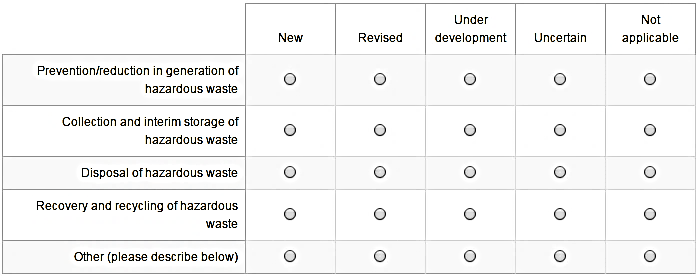 New
Revised
Under
development
Uncertain
Not
applicable
Prevention/reduction in generation of
hazardous waste
Collection and interim storage of
hazardous waste
Disposal of hazardous waste
Recovery and recycling of hazardous
waste
Other (please describe below)